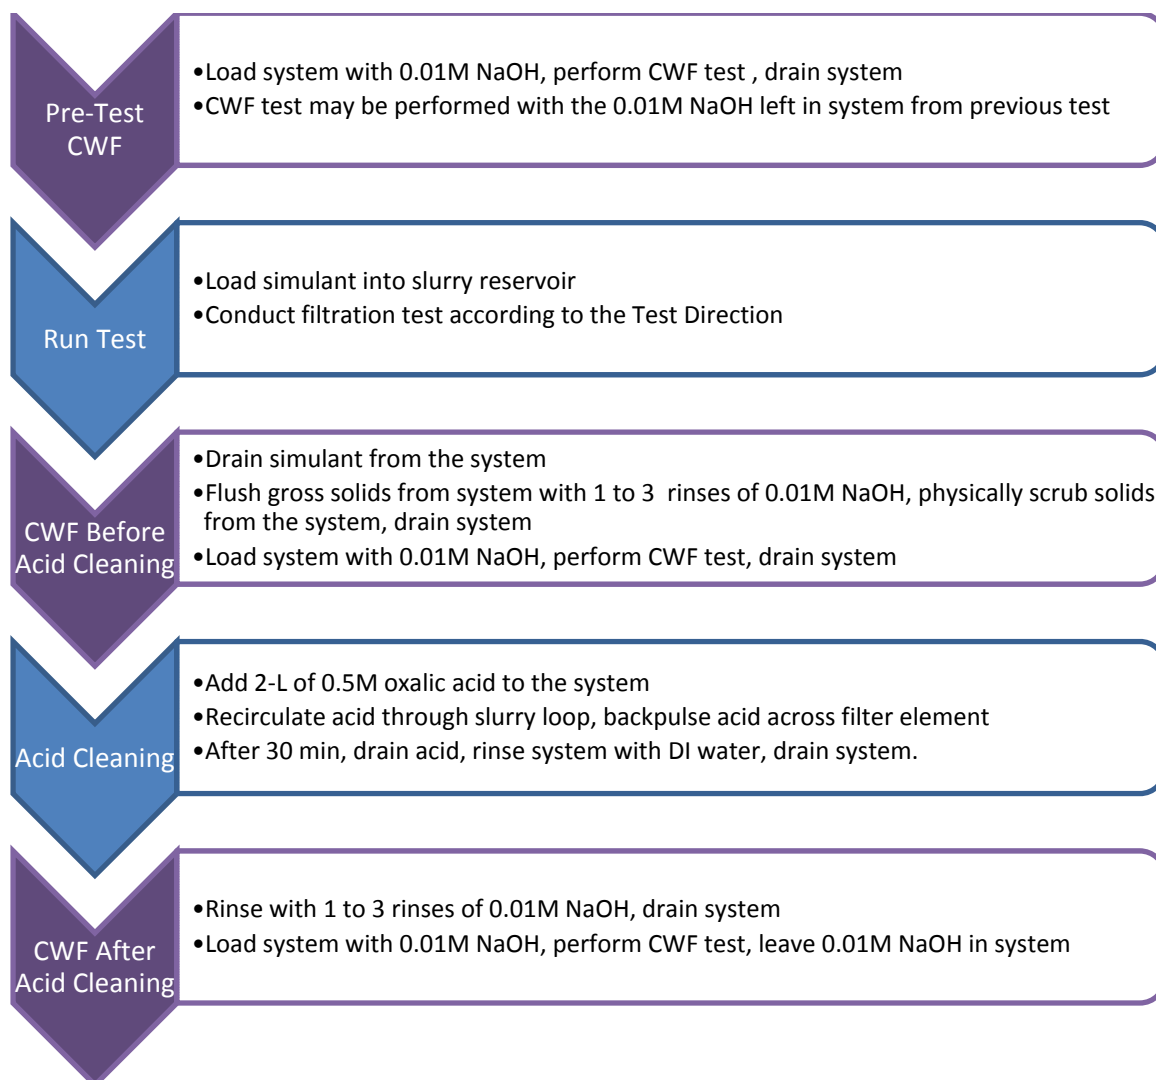 Pre-Test
CWF
•Load system with 0.01M NaOH, perform CWF test , drain system
•CWF test may be performed with the 0.01M NaOH left in system from previous test
Run Test
•Load simulant into slurry reservoir
•Conduct filtration test according to the Test Direction
CWF Before
Acid Cleaning
•Drain simulant from the system
•Flush gross solids from system with 1 to 3 rinses of 0.01M NaOH, physically scrub solids
from the system, drain system
•Load system with 0.01M NaOH, perform CWF test, drain system
Acid Cleaning
•Add 2-L of 0.5M oxalic acid to the system
•Recirculate acid through slurry loop, backpulse acid across filter element
•After 30 min, drain acid, rinse system with DI water, drain system.
CWF After
Acid Cleaning
•Rinse with 1 to 3 rinses of 0.01M NaOH, drain system
•Load system with 0.01M NaOH, perform CWF test, leave 0.01M NaOH in system